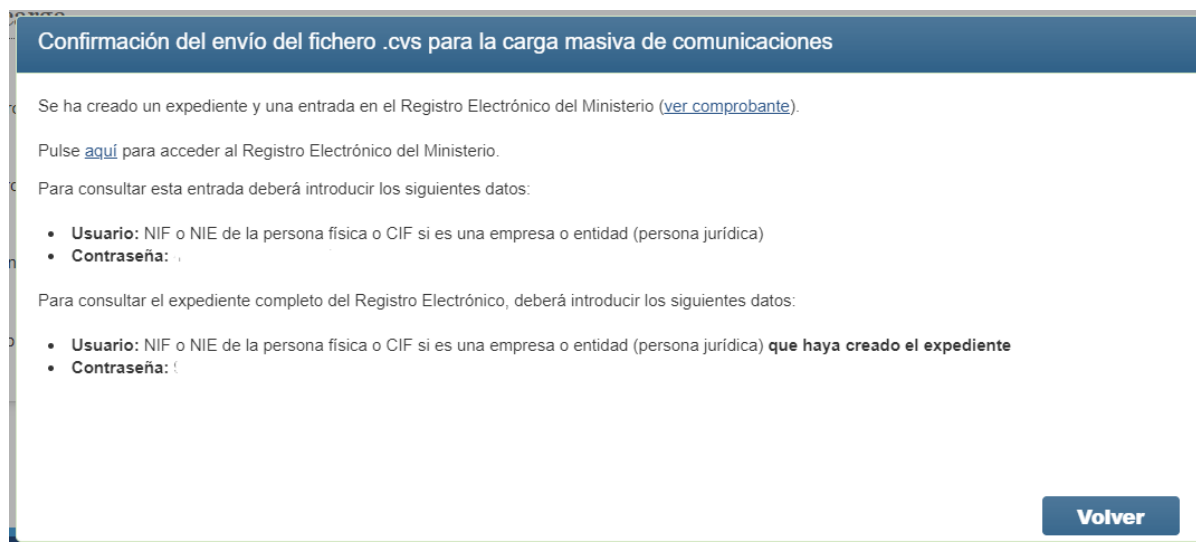 Confirmación del envío del fichero .cvs para la carga masiva de comunicaciones
Se ha creado un expediente y una entrada en el Registro Electrónico del Ministerio (ver comprobante).
Pulse aquí para acceder al Registro Electrónico del Ministerio.
Para consultar esta entrada deberá introducir los siguientes datos:
• Usuario: NIF o NIE de la persona física o CIF si es una empresa o entidad (persona jurídica)
• Contraseña:
Para consultar el expediente completo del Registro Electrónico, deberá introducir los siguientes datos:
• Usuario: NIF o NIE de la persona física o CIF si es una empresa o entidad (persona jurídica) que haya creado el expediente
• Contraseña:
Volver